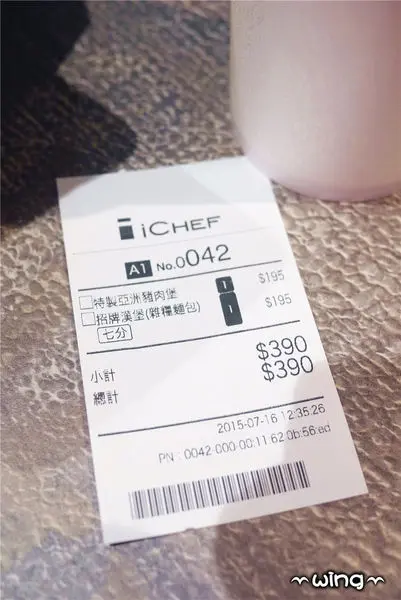 iCHEF
A1 No.0042
特製亞洲豬肉堡 1 $195
招牌漢堡(雜糧麵包) 1 $195
七分
小計 $390
總計 $390
2015-07-16 12:35:26
PN : 0042-000-00:11:62:0b:56:ed
~wing~